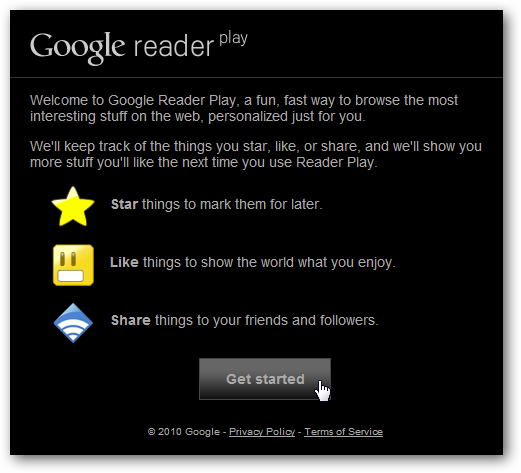 Google reader play
Welcome to Google Reader Play, a fun, fast way to browse the most
interesting stuff on the web, personalized just for you.
We'll keep track of the things you star, like, or share, and we'll show you
more stuff you'll like the next time you use Reader Play.
Star things to mark them for later.
Like things to show the world what you enjoy.
Share things to your friends and followers.
Get started
© 2010 Google - Privacy Policy - Terms of Service